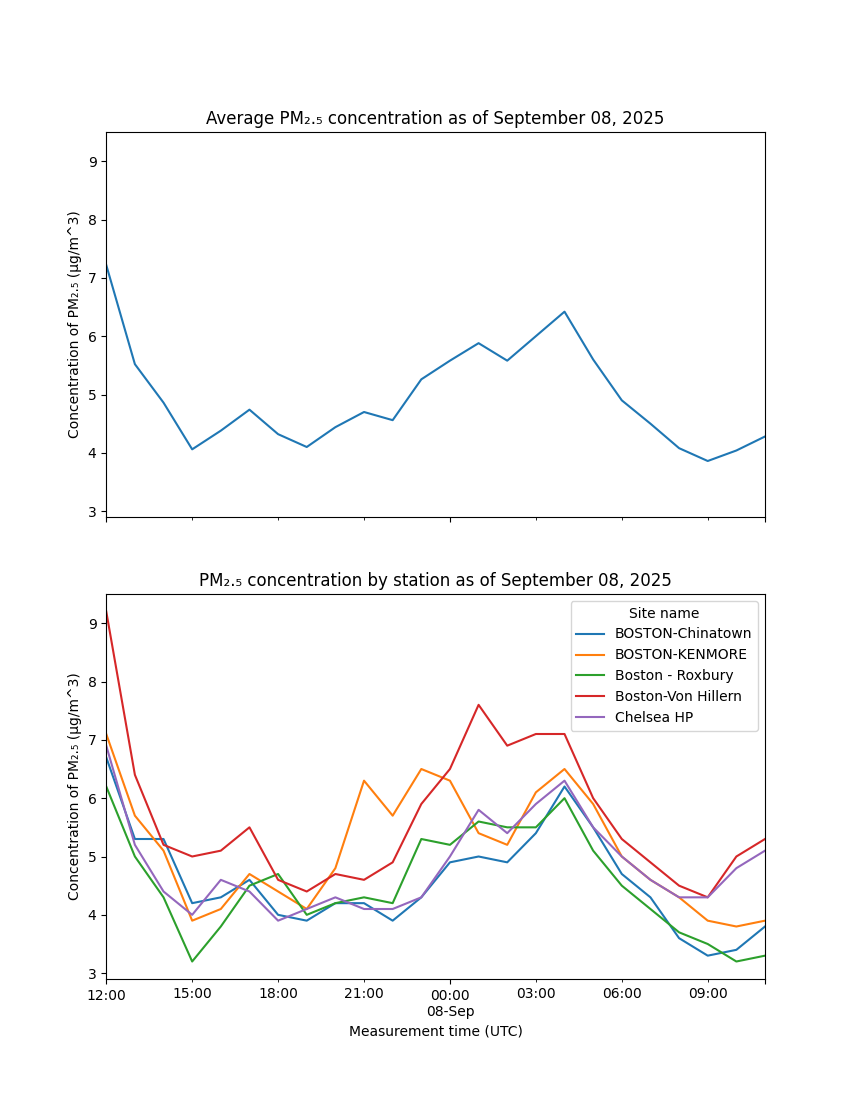 Average PM₂.₅ concentration as of September 08, 2025
Concentration of PM₂.₅ (µg/m^3)
9
8
7
6
5
4
3
PM₂.₅ concentration by station as of September 08, 2025
Concentration of PM₂.₅ (µg/m^3)
9
8
7
6
5
4
3
Site name
BOSTON-Chinatown
BOSTON-KENMORE
Boston - Roxbury
Boston-Von Hillern
Chelsea HP
12:00 15:00 18:00 21:00 00:00 03:00 06:00 09:00
08-Sep
Measurement time (UTC)